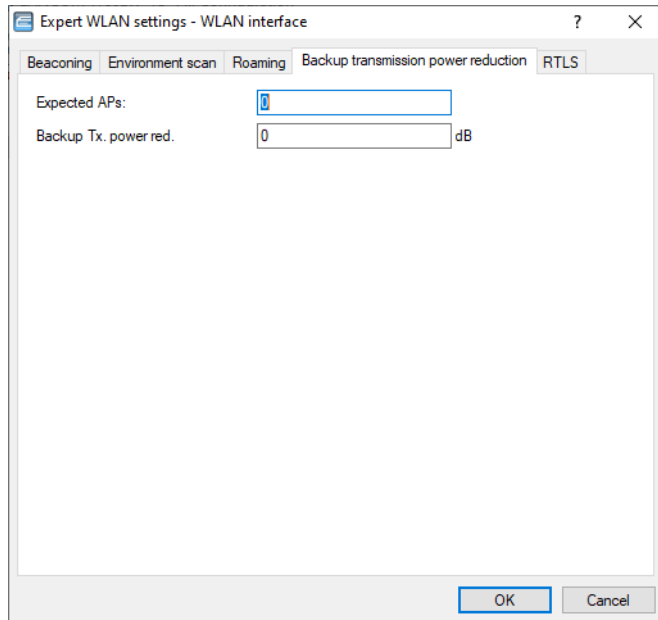 Expert WLAN settings - WLAN interface ?
Beaconing Environment scan Roaming Backup transmission power reduction RTLS
Expected APs: 0
Backup Tx. power red. 0 dB
OK Cancel